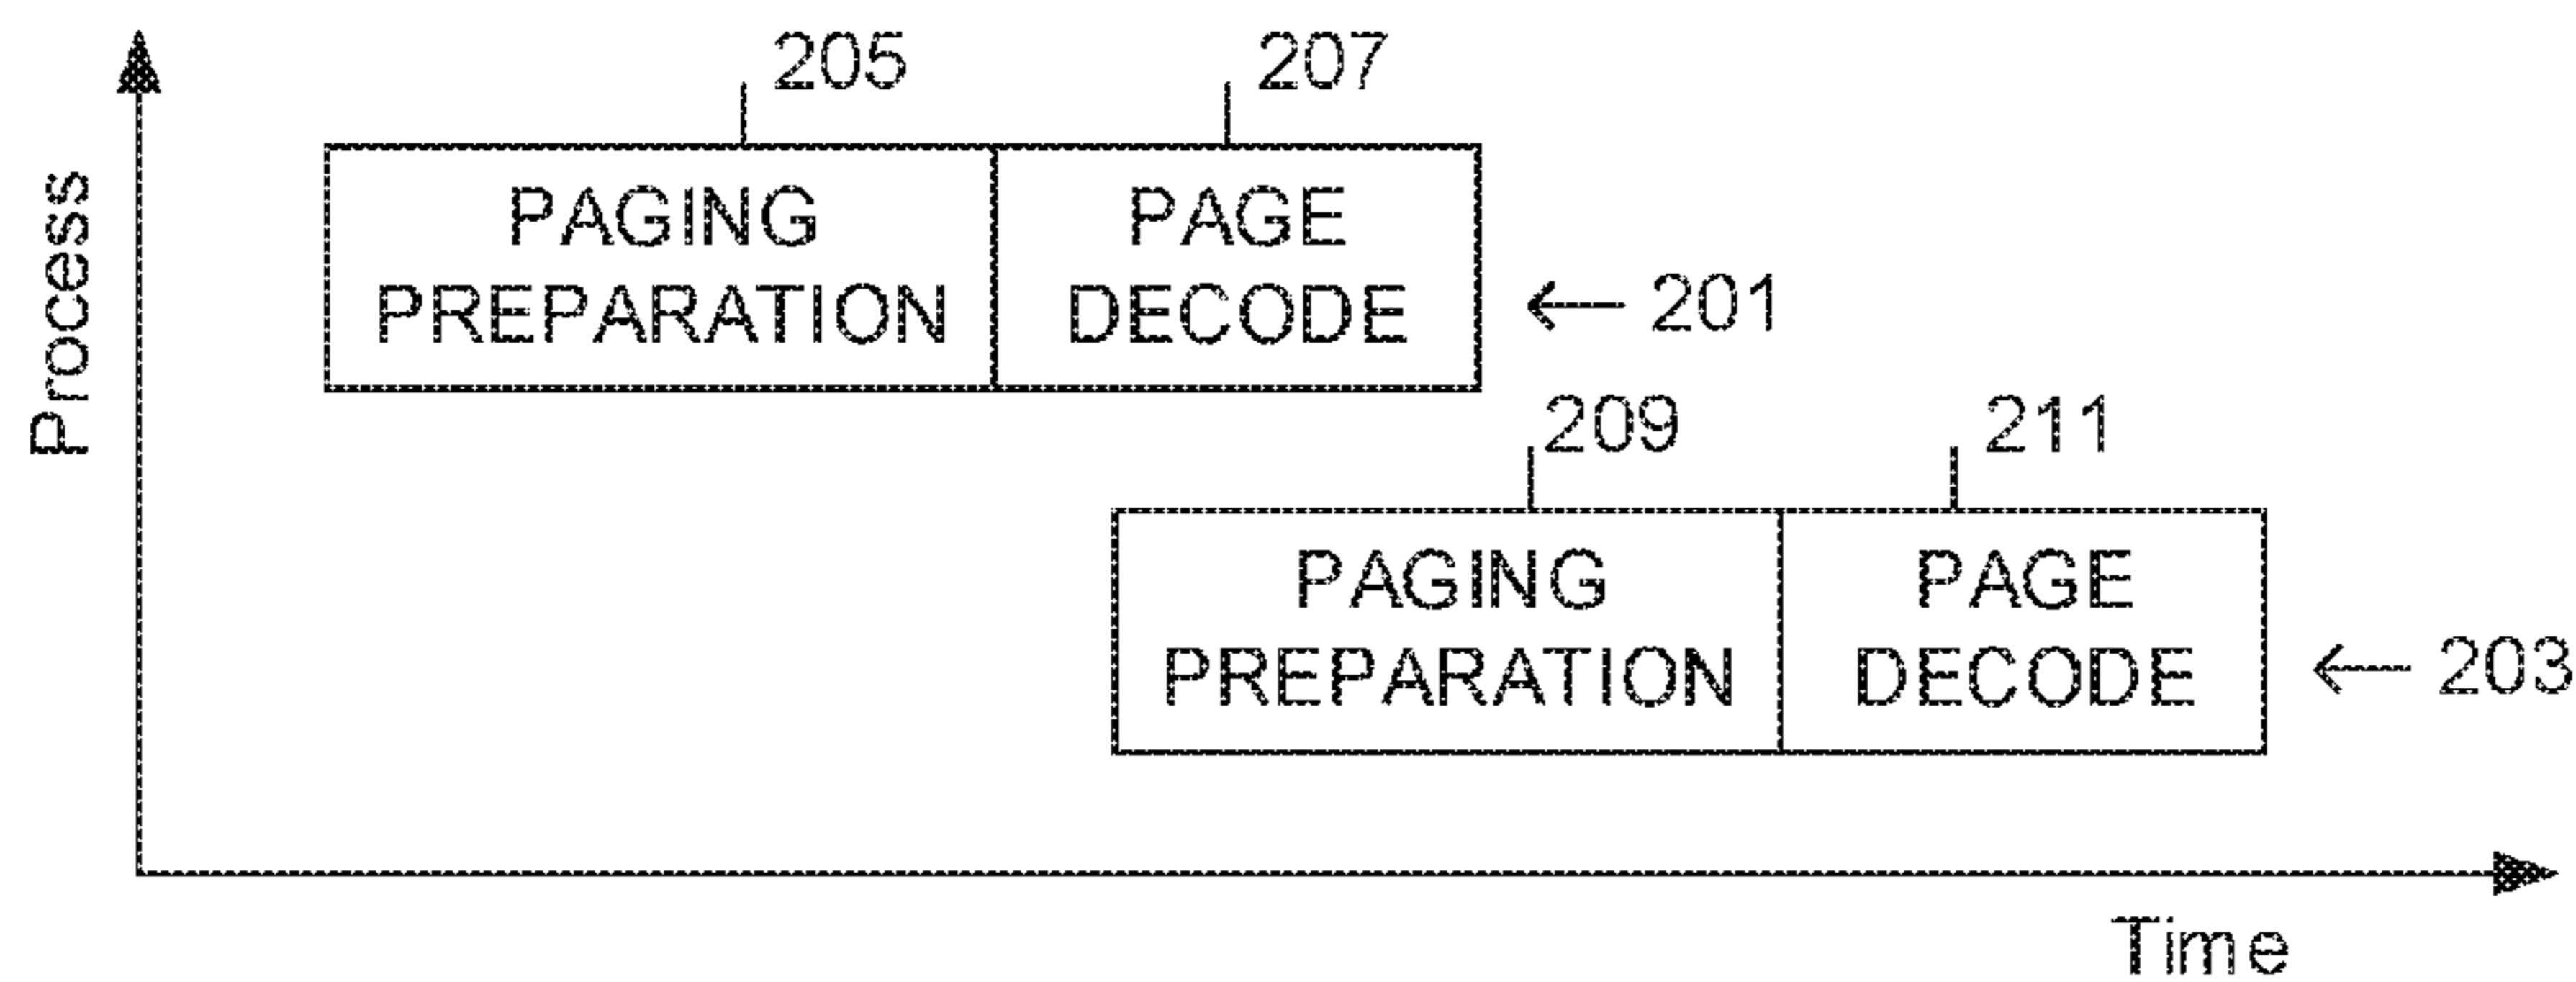 205 207
PAGING PAGE
PREPARATION DECODE
← 201
Process
209 211
PAGING PAGE
PREPARATION DECODE
← 203
Time